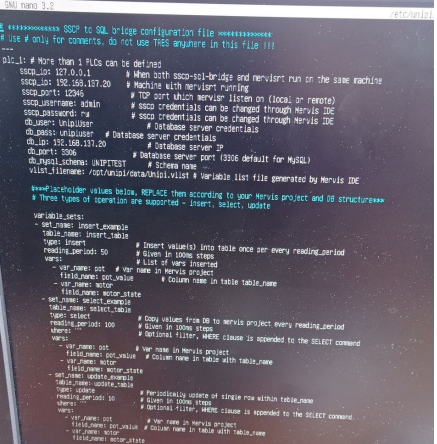 GNU nano 3.2
/etc/unipi
# ************ SSCP to SQL bridge configuration file *************
# Use # only for comments, do not use TABS anywhere in this file !!!
---
plc_1: # More than 1 PLCs can be defined
sscp_ip: 127.0.0.1 # When both sscp-sql-bridge and mervisrt run on the same machine
sscp_ip: 192.168.137.20 # Machine with mervisrt running
sscp_port: 12346 # TCP port which mervisrt listen on (local or remote)
sscp_username: admin # sscp credentials can be changed through Mervis IDE
sscp_password: rw # sscp credentials can be changed through Mervis IDE
db_user: UnipiUser # Database server credentials
db_pass: unipiuser # Database server credentials
db_ip: 192.168.137.20 # Database server IP
db_port: 3306 # Database server port (3306 default for MySQL)
db_mysql_schema: UNIPITEST # Schema name
vlist_filename: /opt/unipi/data/Unipi.vlist # Variable list file generated by Mervis IDE
#***Placeholder values below, REPLACE them according to your Mervis project and DB structure***
# Three types of operation are supported - insert, select, update
variable_sets:
- set_name: insert_example
table_name: insert_table
type: insert # Insert value(s) into table once per every reading_period
reading_period: 50 # Given in 100ms steps
vars: # List of vars inserted
- var_name: pot # Var name in Mervis project
field_name: pot_value # Column name in table table_name
- var_name: motor
field_name: motor_state
- set_name: select_example
table_name: select_table
type: select # Copy values from DB to mervis project every reading_period
reading_period: 100 # Given in 100ms steps
where: "" # Optional filter, WHERE clause is appended to the SELECT command
vars:
- var_name: pot # Var name in Mervis project
field_name: pot_value # Column name in table with table_name
- var_name: motor
field_name: motor_state
- set_name: update_example
table_name: update_table
type: update # Periodically update of single row within table_name
reading_period: 10 # Given in 100ms steps
where: "" # Optional filter, WHERE clause is appended to the SELECT command.
vars:
- var_name: pot # Var name in Mervis project
field_name: pot_value # Column name in table with table_name
- var_name: motor
field_name: motor_state